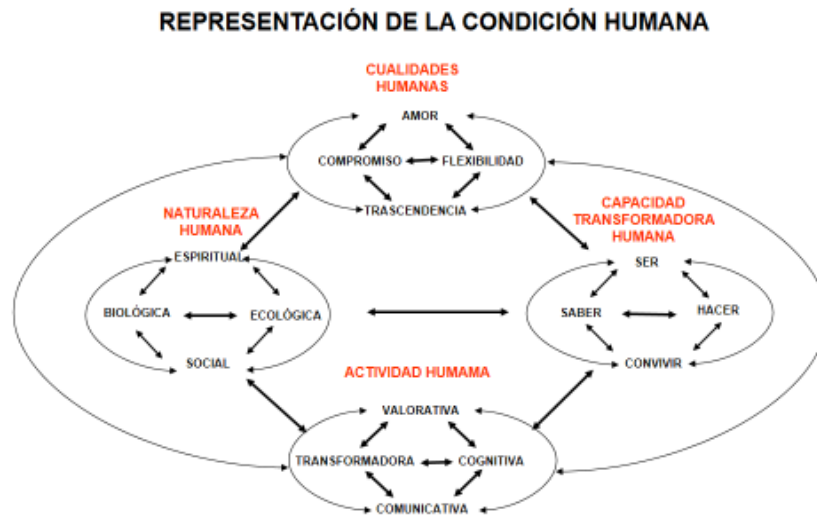 REPRESENTACIÓN DE LA CONDICIÓN HUMANA
CUALIDADES
HUMANAS
AMOR
COMPROMISO
FLEXIBILIDAD
TRASCENDENCIA
NATURALEZA
HUMANA
ESPIRITUAL
BIOLÓGICA
ECOLÓGICA
SOCIAL
CAPACIDAD
TRANSFORMADORA
HUMANA
SER
SABER
HACER
CONVIVIR
ACTIVIDAD HUMAMA
VALORATIVA
TRANSFORMADORA
COGNITIVA
COMUNICATIVA